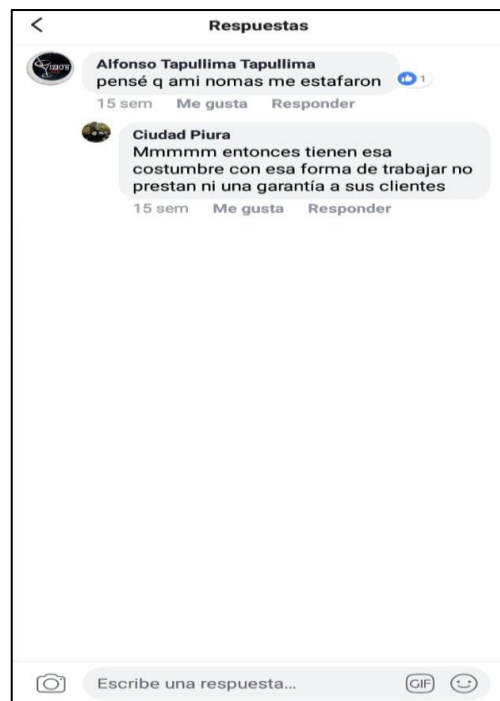 Respuestas
Alfonso Tapullima Tapullima
pensé q ami nomas me estafaron
1
15 sem Me gusta Responder
Ciudad Piura
Mmmmm entonces tienen esa
costumbre con esa forma de trabajar no
prestan ni una garantía a sus clientes
15 sem Me gusta Responder
Escribe una respuesta...
GIF